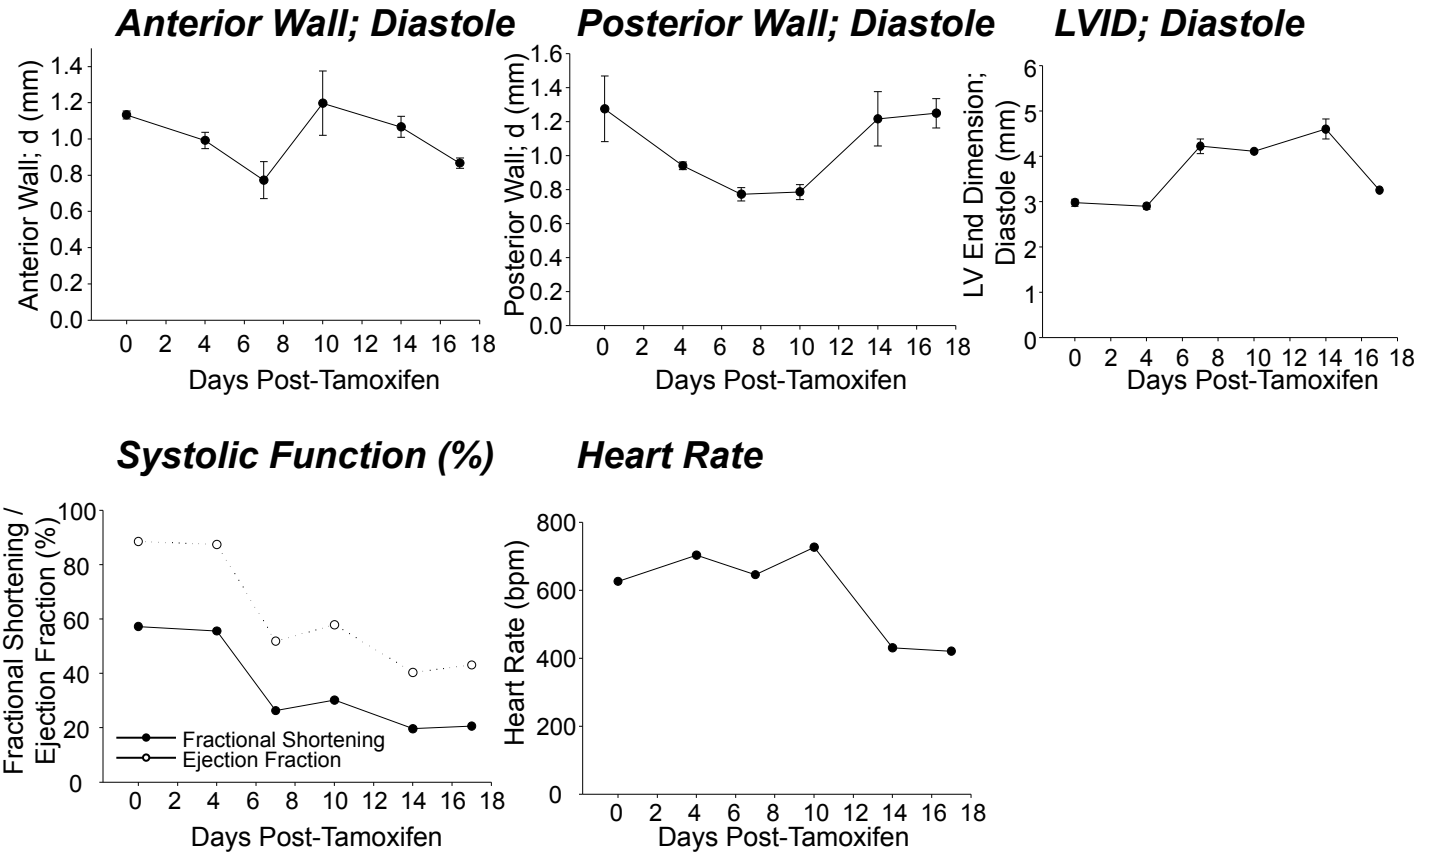 Anterior Wall; Diastole
Anterior Wall; d (mm)
1.4
1.2
1.0
0.8
0.6
0.4
0.2
0.0
0 2 4 6 8 10 12 14 16 18
Days Post-Tamoxifen
Posterior Wall; Diastole
Posterior Wall; d (mm)
1.6
1.4
1.2
1.0
0.8
0.6
0.4
0.2
0.0
0 2 4 6 8 10 12 14 16 18
Days Post-Tamoxifen
LVID; Diastole
LV End Dimension;
Diastole (mm)
6
5
4
3
2
1
0
0 2 4 6 8 10 12 14 16 18
Days Post-Tamoxifen
Systolic Function (%)
Fractional Shortening /
Ejection Fraction (%)
100
80
60
40
20
0
Fractional Shortening
Ejection Fraction
0 2 4 6 8 10 12 14 16 18
Days Post-Tamoxifen
Heart Rate
Heart Rate (bpm)
800
600
400
200
0
0 2 4 6 8 10 12 14 16 18
Days Post-Tamoxifen